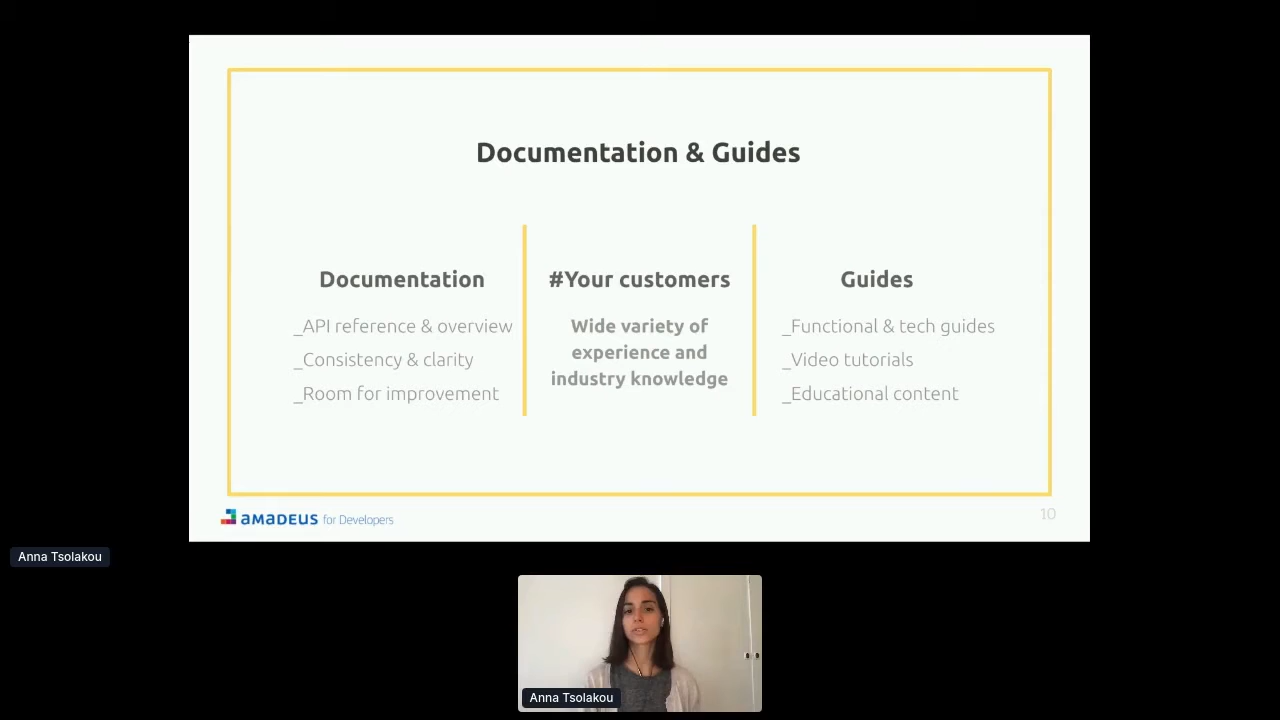 Documentation & Guides
Documentation
_API reference & overview
_Consistency & clarity
_Room for improvement
#Your customers
Wide variety of
experience and
industry knowledge
Guides
_Functional & tech guides
_Video tutorials
_Educational content
amadeus for Developers
10
Anna Tsolakou
Anna Tsolakou